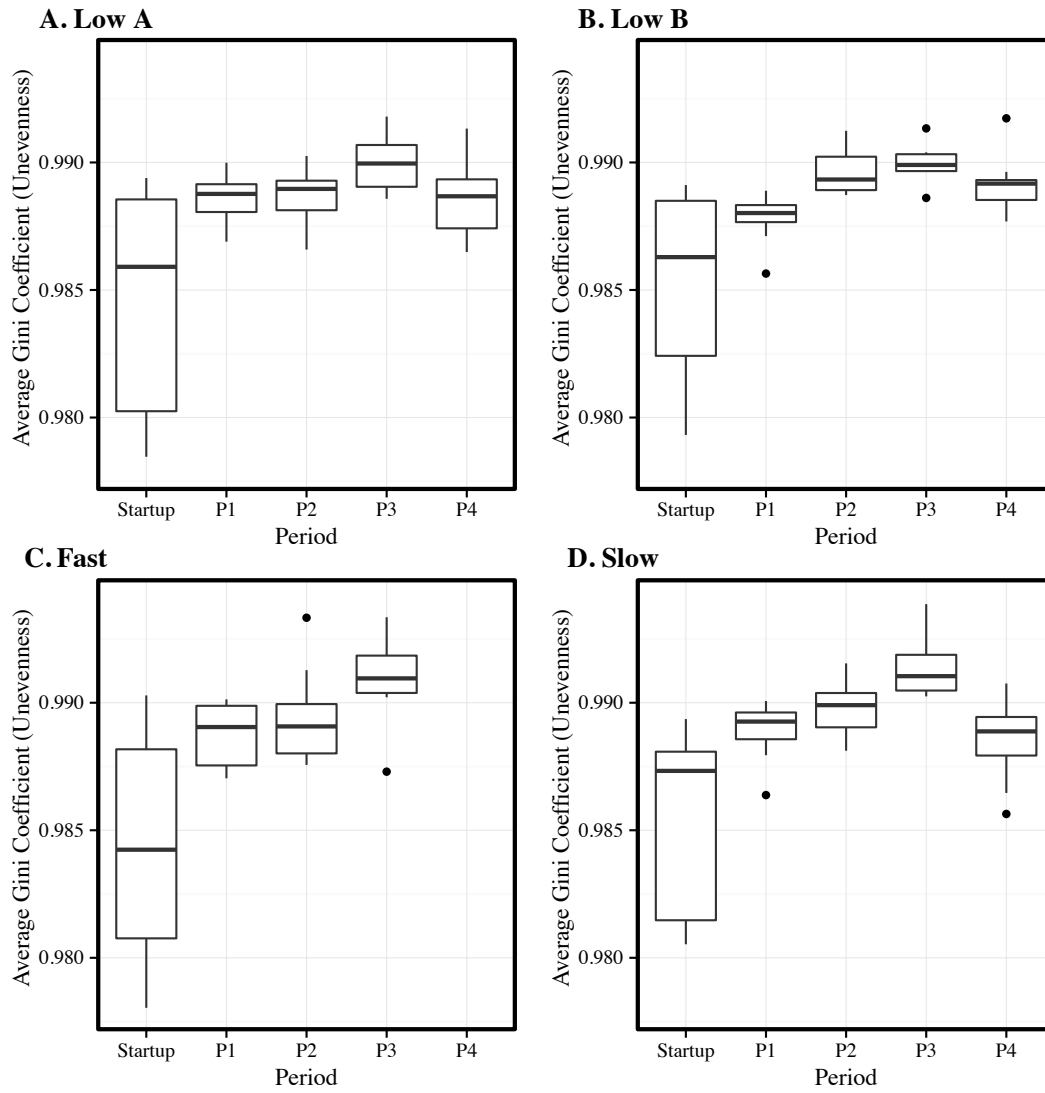 A. Low A
Average Gini Coefficient (Unevenness)
0.990
0.985
0.980
Startup P1 P2 P3 P4
Period
B. Low B
Average Gini Coefficient (Unevenness)
0.990
0.985
0.980
Startup P1 P2 P3 P4
Period
C. Fast
Average Gini Coefficient (Unevenness)
0.990
0.985
0.980
Startup P1 P2 P3 P4
Period
D. Slow
Average Gini Coefficient (Unevenness)
0.990
0.985
0.980
Startup P1 P2 P3 P4
Period